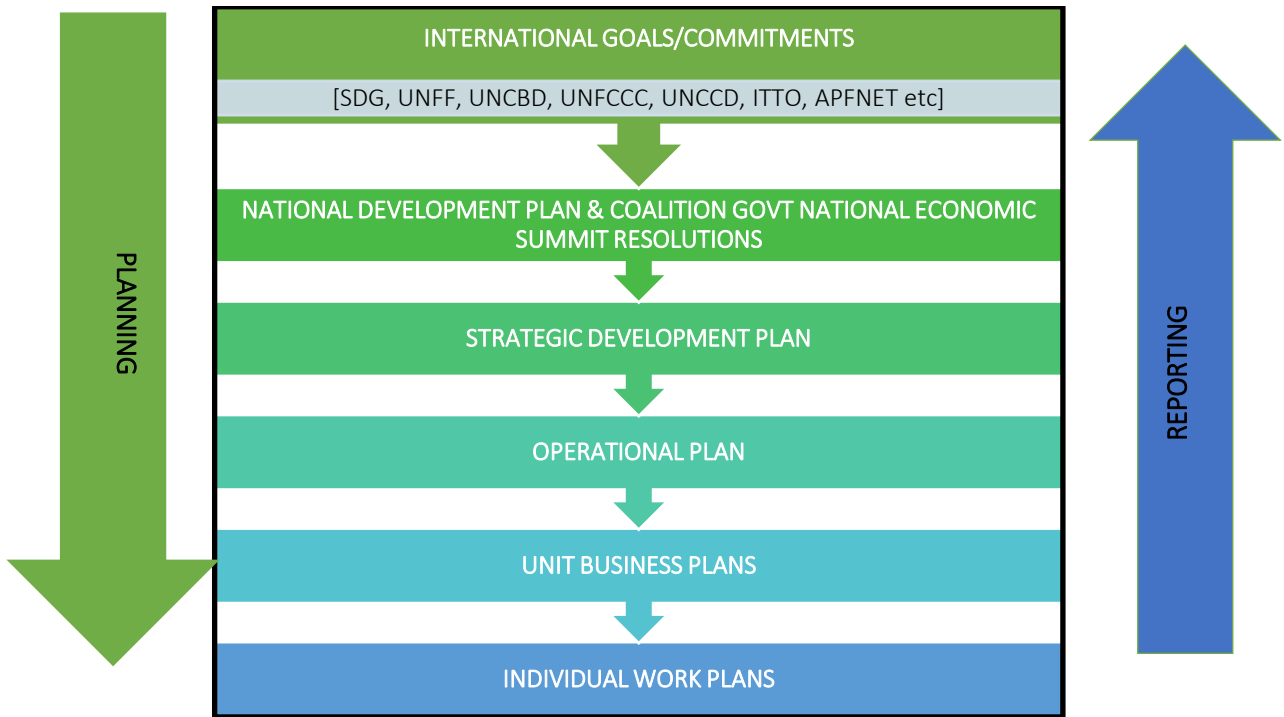 INTERNATIONAL GOALS/COMMITMENTS
[SDG, UNFF, UNCBD, UNFCCC, UNCCD, ITTO, APFNET etc]
NATIONAL DEVELOPMENT PLAN & COALITION GOVT NATIONAL ECONOMIC
SUMMIT RESOLUTIONS
STRATEGIC DEVELOPMENT PLAN
OPERATIONAL PLAN
UNIT BUSINESS PLANS
INDIVIDUAL WORK PLANS
PLANNING
REPORTING